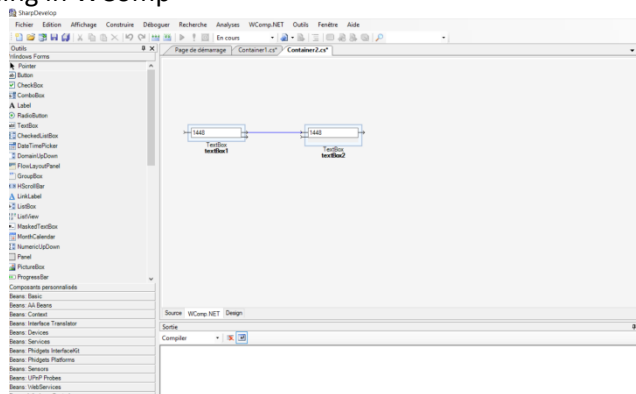 ing in WComp
SharpDevelop
Fichier Edition Affichage Construire Déboguer Recherche Analyses WComp.NET Outils Fenêtre Aide
En cours
Outils
Page de démarrage Container1.cs* Container2.cs*
Windows Forms
Pointer
Button
CheckBox
ComboBox
A Label
RadioButton
TextBox
CheckedListBox
DateTimePicker
DomainUpDown
FlowLayoutPanel
GroupBox
HScrollBar
LinkLabel
ListBox
ListView
MaskedTextBox
MonthCalendar
NumericUpDown
Panel
PictureBox
ProgressBar
1448
TextBox
textBox1
1448
TextBox
textBox2
Composants personnalisés
Beans: Basic
Beans: AA Beans
Beans: Context
Beans: Interface Translator
Beans: Devices
Beans: Services
Beans: Phidgets InterfaceKit
Beans: Phidgets Platforms
Beans: Sensors
Beans: UPnP Probes
Beans: WebServices
Source WComp.NET Design
Sortie
Compiler